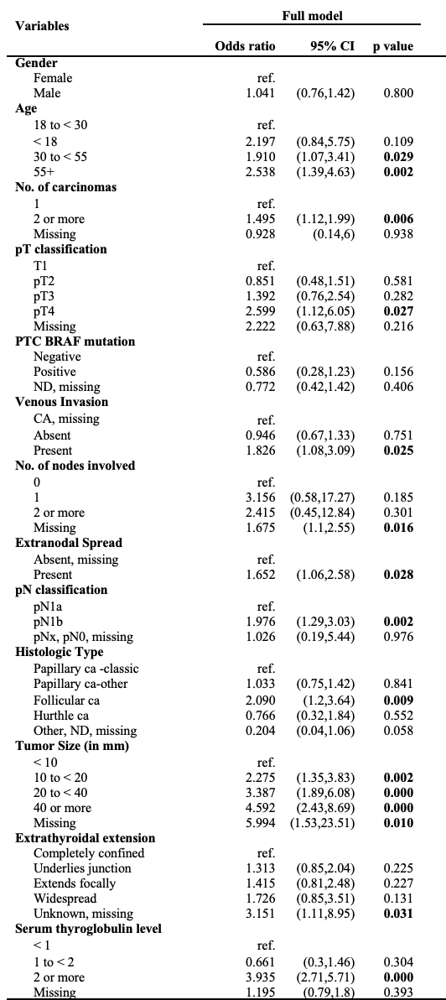 Full model
Variables
Odds ratio 95% CI p value
Gender
Female ref.
Male 1.041 (0.76,1.42) 0.800
Age
18 to < 30 ref.
< 18 2.197 (0.84,5.75) 0.109
30 to < 55 1.910 (1.07,3.41) 0.029
55+ 2.538 (1.39,4.63) 0.002
No. of carcinomas
1 ref.
2 or more 1.495 (1.12,1.99) 0.006
Missing 0.928 (0.14,6) 0.938
pT classification
T1 ref.
pT2 0.851 (0.48,1.51) 0.581
pT3 1.392 (0.76,2.54) 0.282
pT4 2.599 (1.12,6.05) 0.027
Missing 2.222 (0.63,7.88) 0.216
PTC BRAF mutation
Negative ref.
Positive 0.586 (0.28,1.23) 0.156
ND, missing 0.772 (0.42,1.42) 0.406
Venous Invasion
CA, missing ref.
Absent 0.946 (0.67,1.33) 0.751
Present 1.826 (1.08,3.09) 0.025
No. of nodes involved
0 ref.
1 3.156 (0.58,17.27) 0.185
2 or more 2.415 (0.45,12.84) 0.301
Missing 1.675 (1.1,2.55) 0.016
Extranodal Spread
Absent, missing ref.
Present 1.652 (1.06,2.58) 0.028
pN classification
pN1a ref.
pN1b 1.976 (1.29,3.03) 0.002
pNx, pN0, missing 1.026 (0.19,5.44) 0.976
Histologic Type
Papillary ca -classic ref.
Papillary ca-other 1.033 (0.75,1.42) 0.841
Follicular ca 2.090 (1.2,3.64) 0.009
Hurthle ca 0.766 (0.32,1.84) 0.552
Other, ND, missing 0.204 (0.04,1.06) 0.058
Tumor Size (in mm)
< 10 ref.
10 to < 20 2.275 (1.35,3.83) 0.002
20 to < 40 3.387 (1.89,6.08) 0.000
40 or more 4.592 (2.43,8.69) 0.000
Missing 5.994 (1.53,23.51) 0.010
Extrathyroidal extension
Completely confined ref.
Underlies junction 1.313 (0.85,2.04) 0.225
Extends focally 1.415 (0.81,2.48) 0.227
Widespread 1.726 (0.85,3.51) 0.131
Unknown, missing 3.151 (1.11,8.95) 0.031
Serum thyroglobulin level
< 1 ref.
1 to < 2 0.661 (0.3,1.46) 0.304
2 or more 3.935 (2.71,5.71) 0.000
Missing 1.195 (0.79,1.8) 0.393